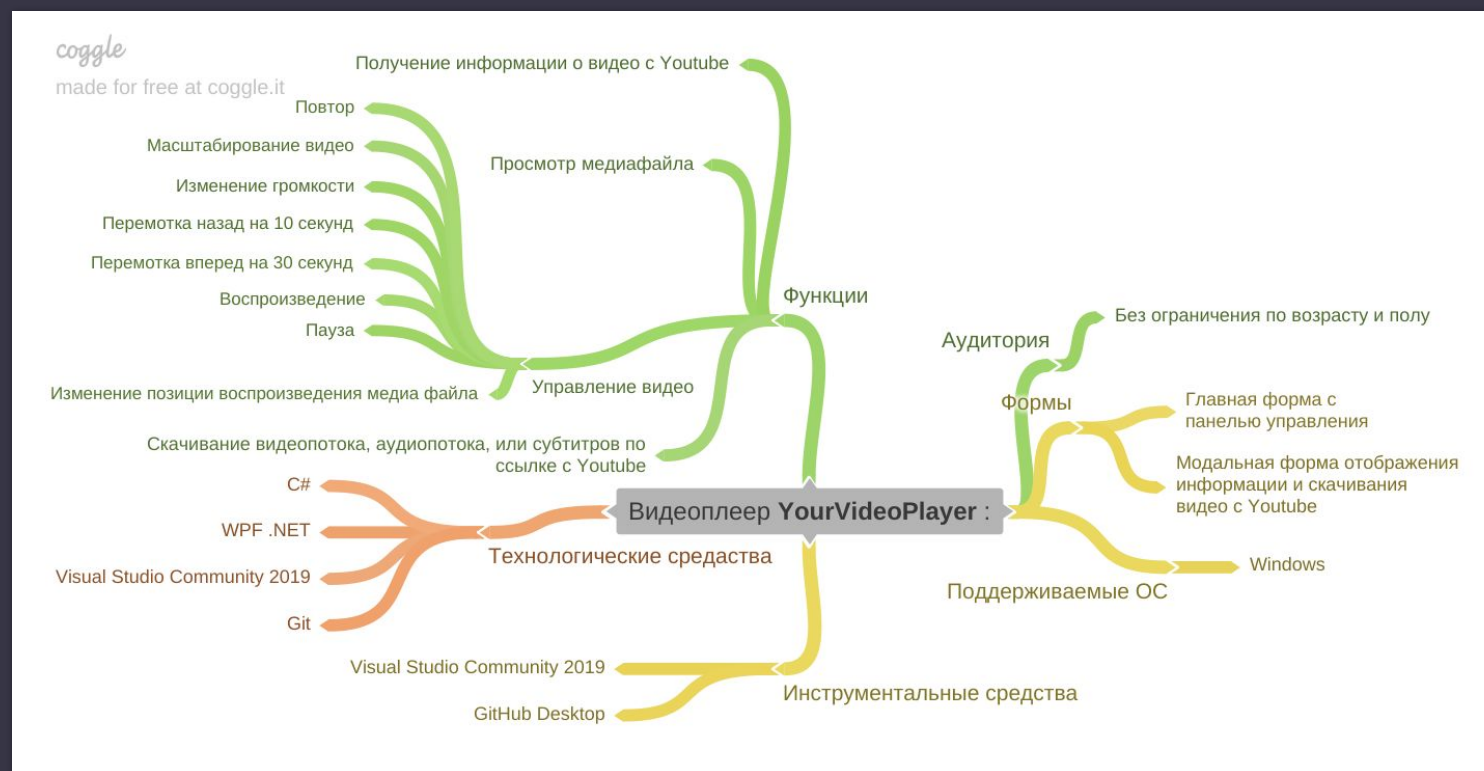 coggle
made for free at coggle.it
Получение информации о видео с Youtube
Повтор
Масштабирование видео
Просмотр медиафайла
Изменение громкости
Перемотка назад на 10 секунд
Перемотка вперед на 30 секунд
Воспроизведение
Пауза
Изменение позиции воспроизведения медиа файла
Управление видео
Функции
Скачивание видеопотока, аудиопотока, или субтитров по
ссылке с Youtube
Аудитория
Без ограничения по возрасту и полу
Формы
Главная форма с
панелью управления
Модальная форма отображения
информации и скачивания
видео с Youtube
Видеоплеер YourVideoPlayer :
C#
WPF .NET
Visual Studio Community 2019
Git
Технологические средаства
Поддерживаемые ОС
Windows
Visual Studio Community 2019
GitHub Desktop
Инструментальные средства